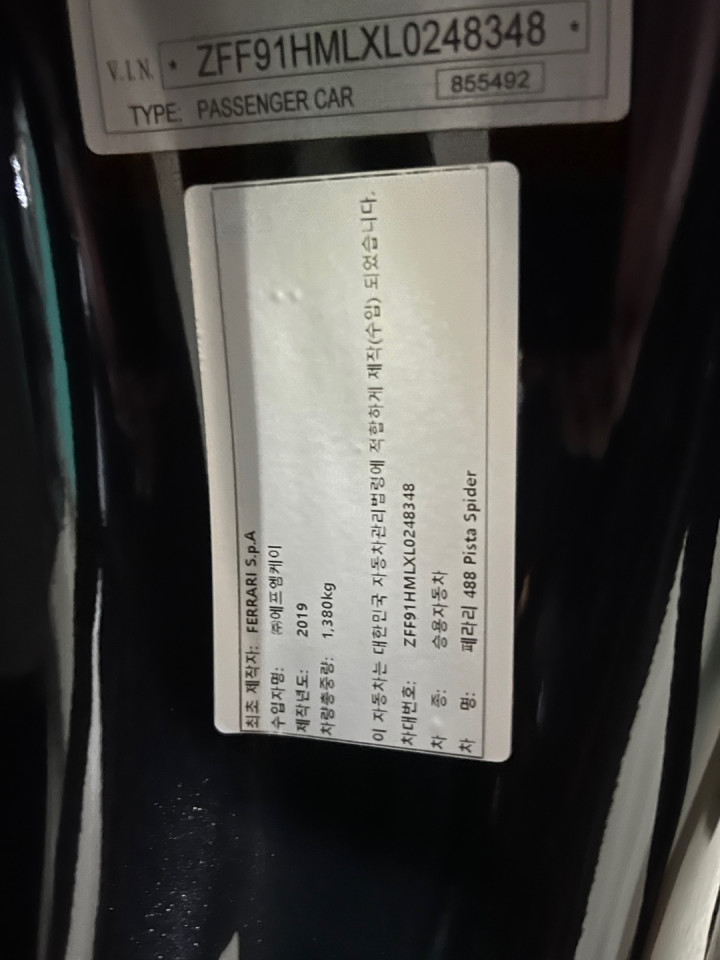 V.I.N. * ZFF91HMLXL0248348 *
TYPE: PASSENGER CAR 855492
최초 제작자: FERRARI S.p.A
수입자명: ㈜에프엠케이
제작년도: 2019
차량총중량: 1,380kg
이 자동차는 대한민국 자동차관리법령에 적합하게 제작(수입) 되었습니다.
차대번호: ZFF91HMLXL0248348
차 종: 승용자동차
차 명: 페라리 488 Pista Spider